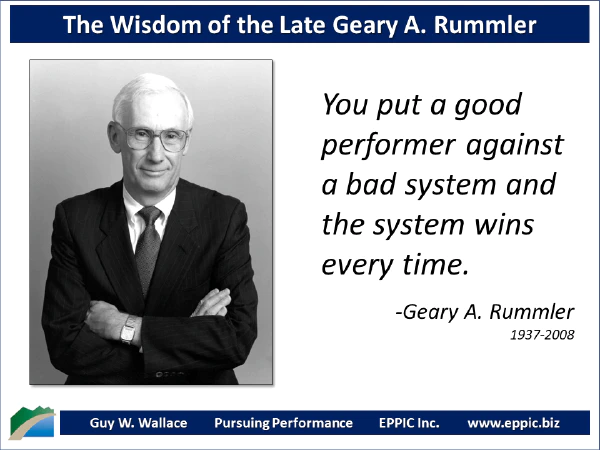 The Wisdom of the Late Geary A. Rummler
You put a good
performer against
a bad system and
the system wins
every time.
-Geary A. Rummler
1937-2008
Guy W. Wallace Pursuing Performance EPPIC Inc. www.eppic.biz